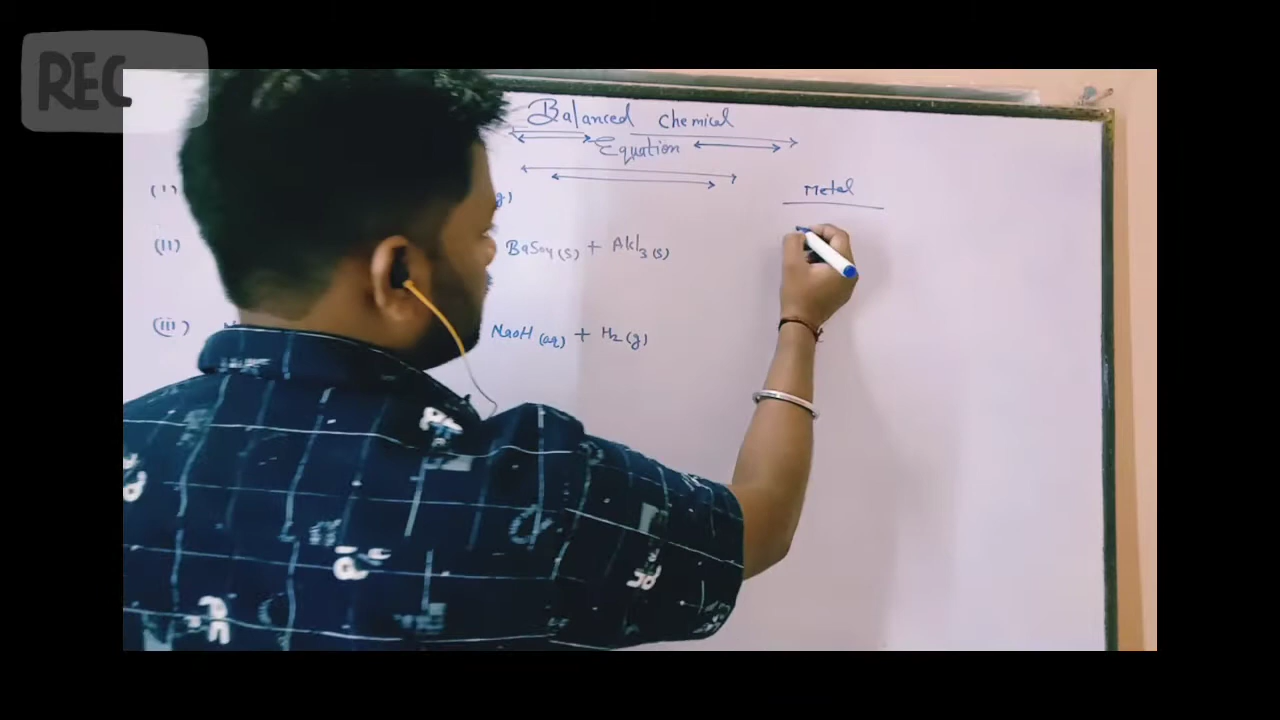 REC
Balanced Chemical
Equation
Metal
(i) g)
(ii) BaSO4 (s) + AlCl3 (s)
(iii) NaOH (aq) + H2 (g)